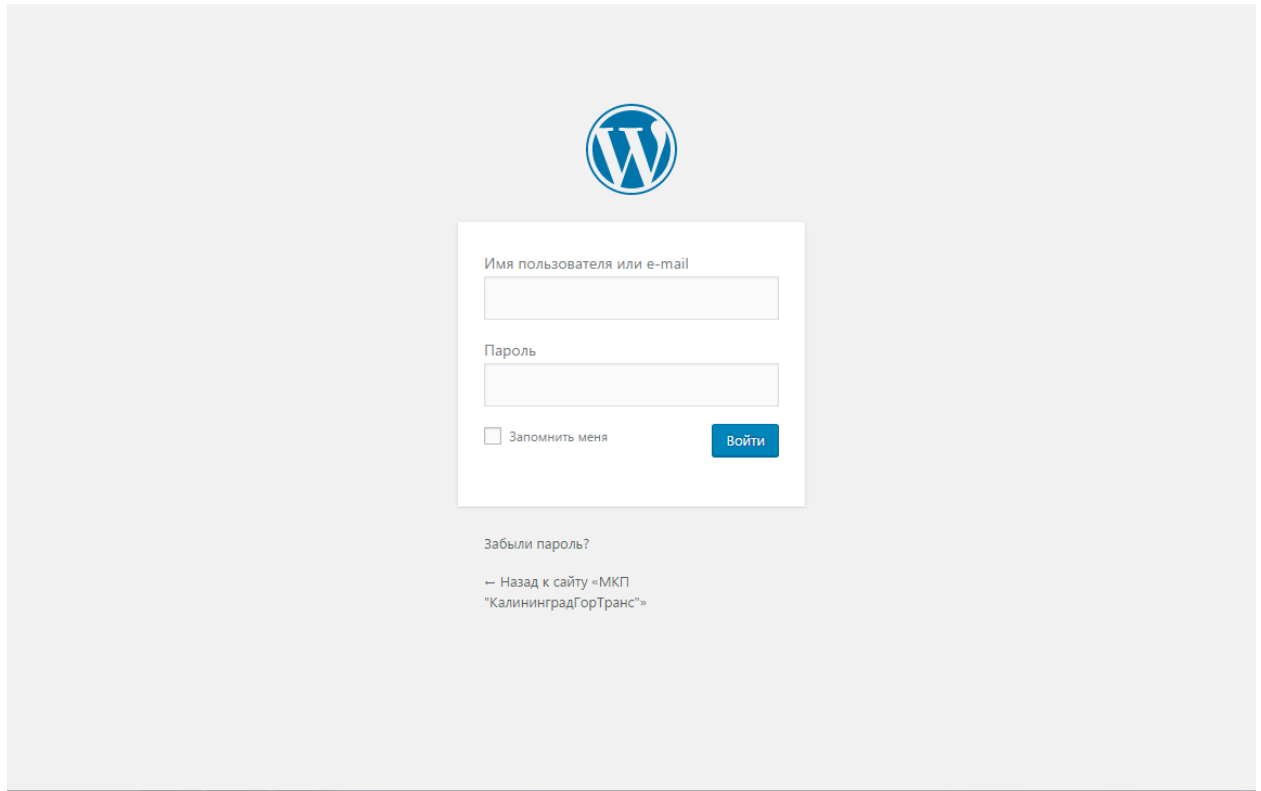 Имя пользователя или e-mail
Пароль
Запомнить меня
Войти
Забыли пароль?
← Назад к сайту «МКП
"КалининградГорТранс"»